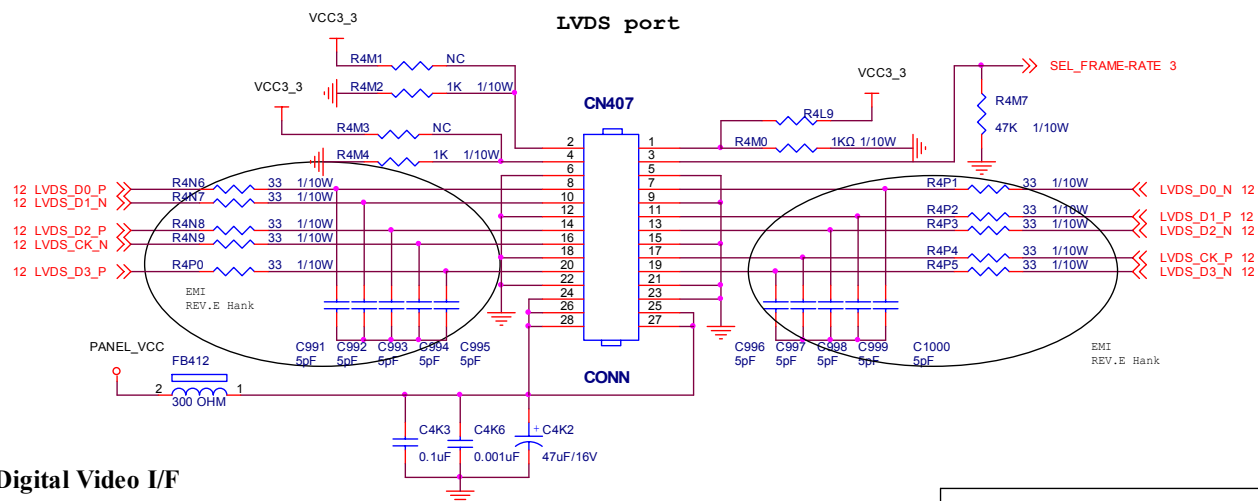 LVDS port
VCC3_3
R4M1 NC
R4M2 1K 1/10W
VCC3_3
R4M3 NC
R4M4 1K 1/10W
CN407
VCC3_3
R4L9
R4M0 1KΩ 1/10W
SEL_FRAME-RATE 3
R4M7
47K 1/10W
2 1
4 3
6 5
8 7
10 9
12 11
14 13
16 15
18 17
20 19
22 21
24 23
26 25
28 27
CONN
12 LVDS_D0_P R4N6 33 1/10W
12 LVDS_D1_N R4N7 33 1/10W
12 LVDS_D2_P R4N8 33 1/10W
12 LVDS_CK_N R4N9 33 1/10W
12 LVDS_D3_P R4P0 33 1/10W
R4P1 33 1/10W LVDS_D0_N 12
R4P2 33 1/10W LVDS_D1_P 12
R4P3 33 1/10W LVDS_D2_N 12
R4P4 33 1/10W LVDS_CK_P 12
R4P5 33 1/10W LVDS_D3_N 12
EMI
REV.E Hank
C991 C992 C993 C994 C995
5pF 5pF 5pF 5pF 5pF
C996 C997 C998 C999 C1000
5pF 5pF 5pF 5pF 5pF
EMI
REV.E Hank
PANEL_VCC
FB412
2 1
300 OHM
C4K3
0.1uF
C4K6
0.001uF
+ C4K2
47uF/16V
Digital Video I/F